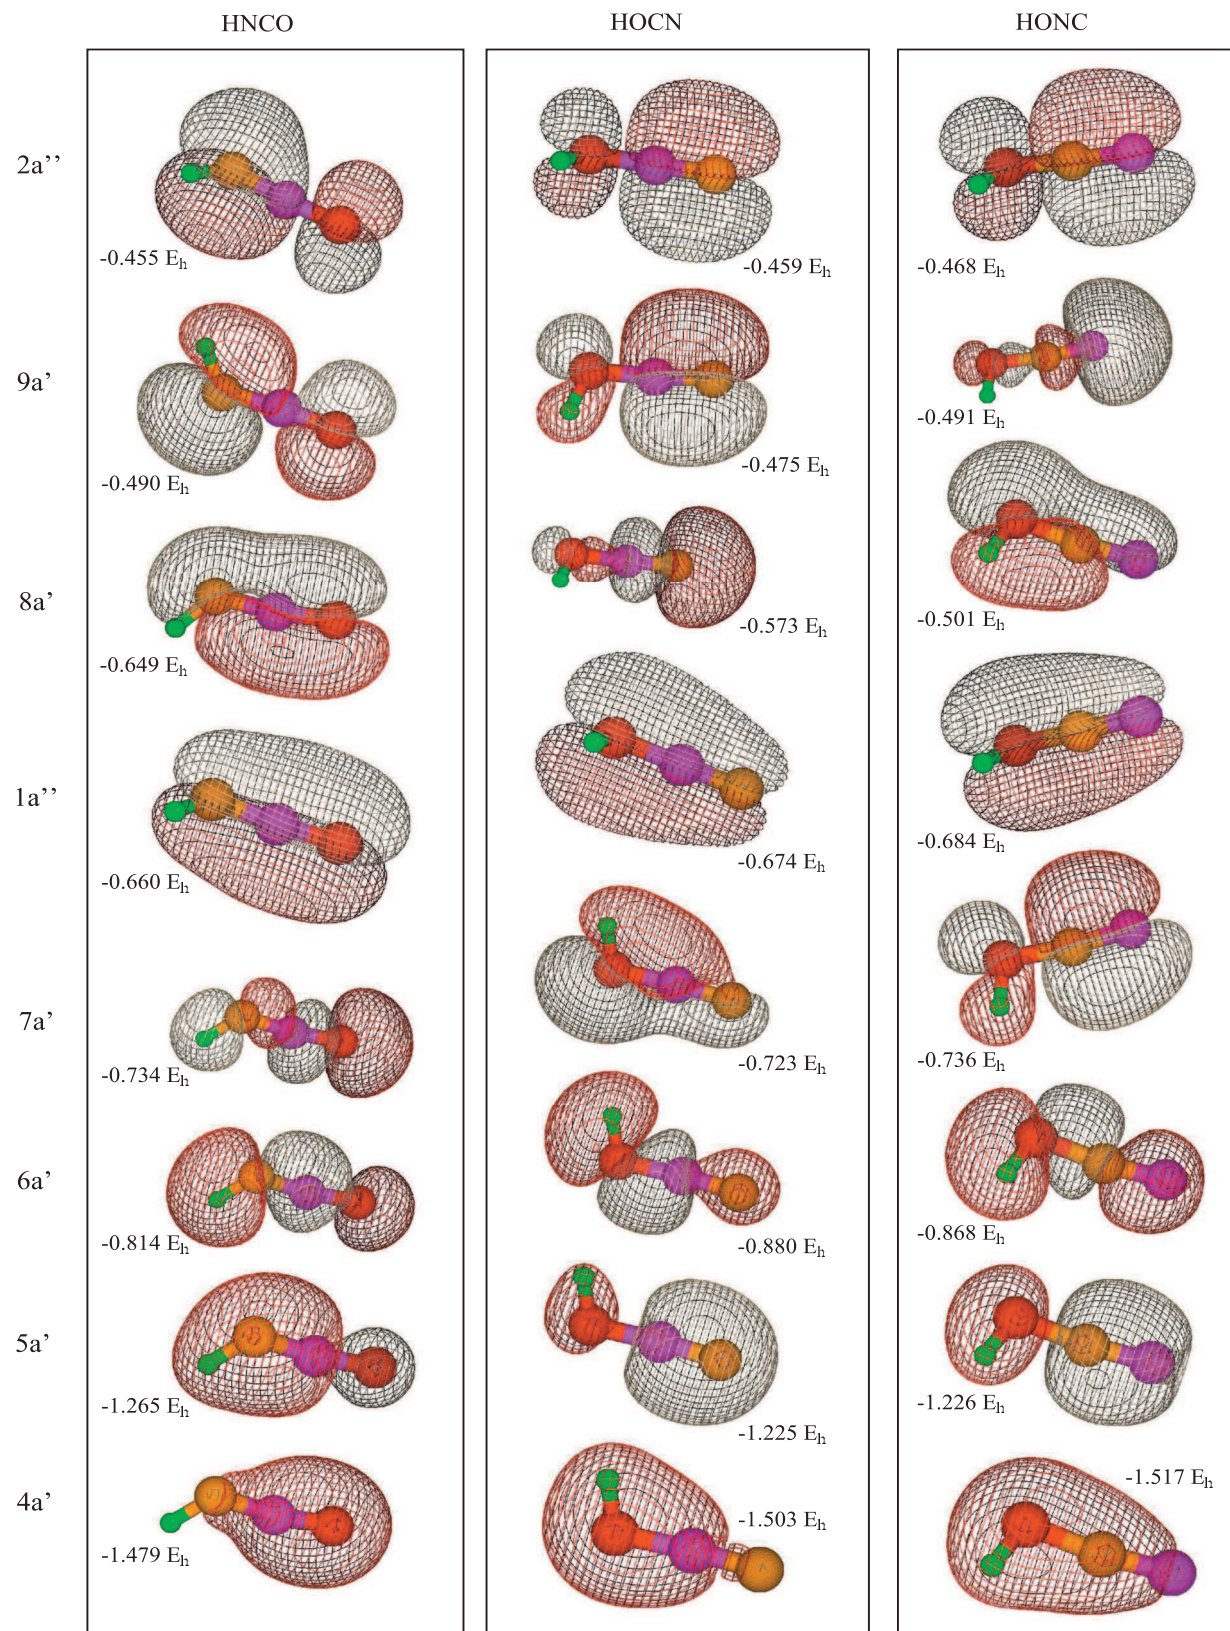 HNCO HOCN HONC
2a’’
-0.455 Eh -0.459 Eh -0.468 Eh
9a’
-0.490 Eh -0.475 Eh -0.491 Eh
8a’
-0.649 Eh -0.573 Eh -0.501 Eh
1a’’
-0.660 Eh -0.674 Eh -0.684 Eh
7a’
-0.734 Eh -0.723 Eh -0.736 Eh
6a’
-0.814 Eh -0.880 Eh -0.868 Eh
5a’
-1.265 Eh -1.225 Eh -1.226 Eh
4a’
-1.479 Eh -1.503 Eh -1.517 Eh